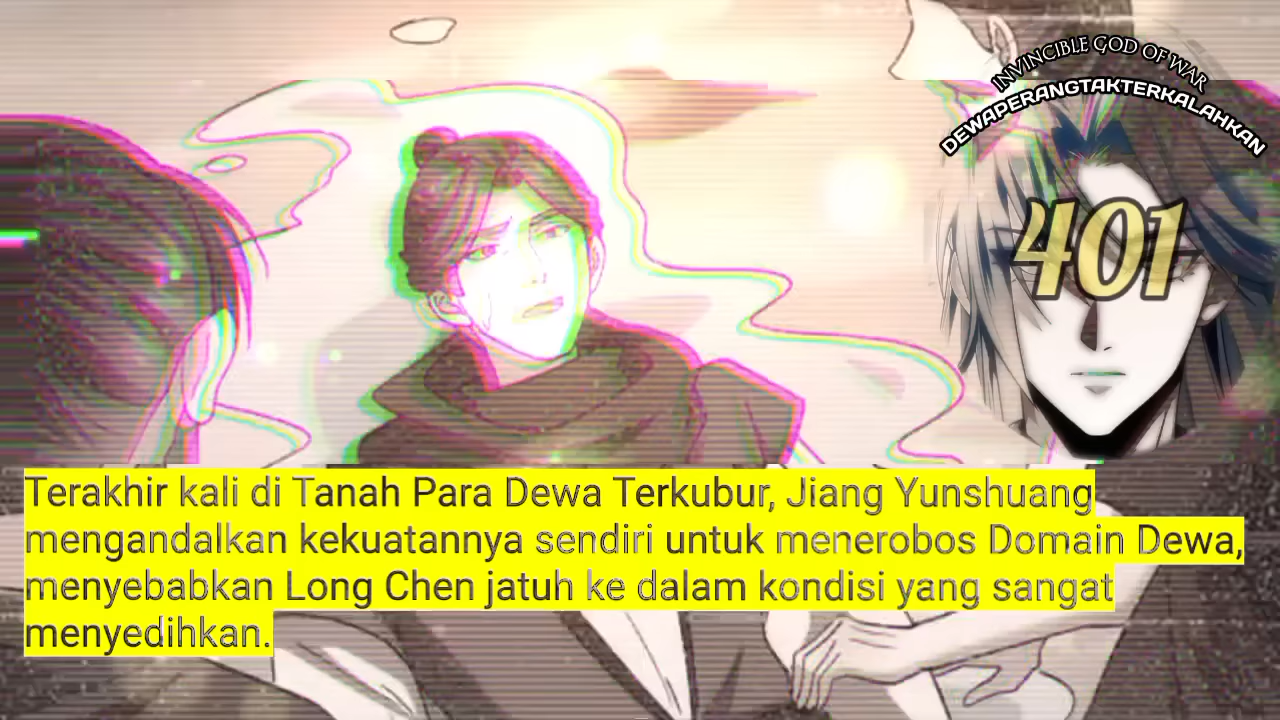 INVINCIBLE GOD OF WAR
DEWAPERANGTAKTERKALAHKAN
401
Terakhir kali di Tanah Para Dewa Terkubur, Jiang Yunshuang
mengandalkan kekuatannya sendiri untuk menerobos Domain Dewa,
menyebabkan Long Chen jatuh ke dalam kondisi yang sangat
menyedihkan.